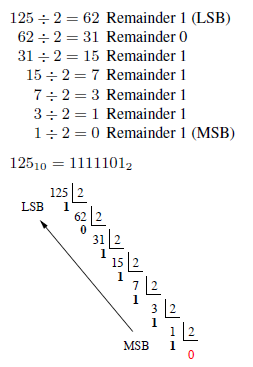 125 ÷ 2 = 62 Remainder 1 (LSB)
62 ÷ 2 = 31 Remainder 0
31 ÷ 2 = 15 Remainder 1
15 ÷ 2 = 7 Remainder 1
7 ÷ 2 = 3 Remainder 1
3 ÷ 2 = 1 Remainder 1
1 ÷ 2 = 0 Remainder 1 (MSB)
125₁₀ = 1111101₂
125 2
LSB 1 62 2
0 31 2
1 15 2
1 7 2
1 3 2
1 1 2
MSB 1 0